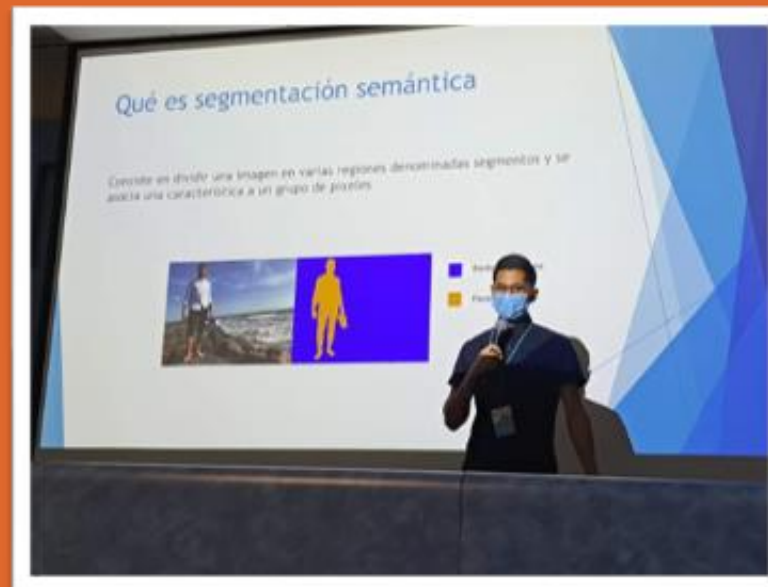 Qué es segmentación semántica
Consiste en dividir una imagen en varias regiones denominadas segmentos y se
asocia una característica a un grupo de pixeles